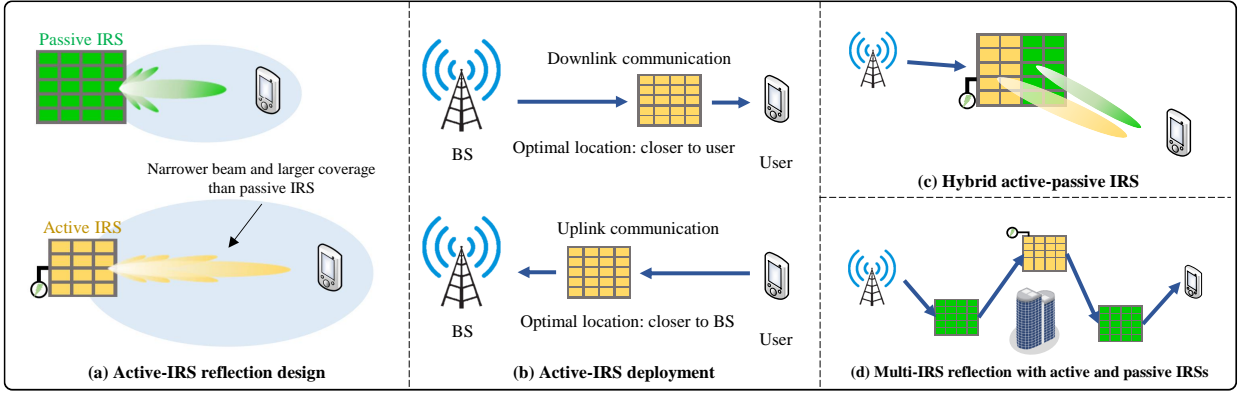 Passive IRS
Narrower beam and larger coverage
than passive IRS
Active IRS
(a) Active-IRS reflection design
Downlink communication
BS
Optimal location: closer to user
User
Uplink communication
BS
Optimal location: closer to BS
User
(b) Active-IRS deployment
(c) Hybrid active-passive IRS
(d) Multi-IRS reflection with active and passive IRSs